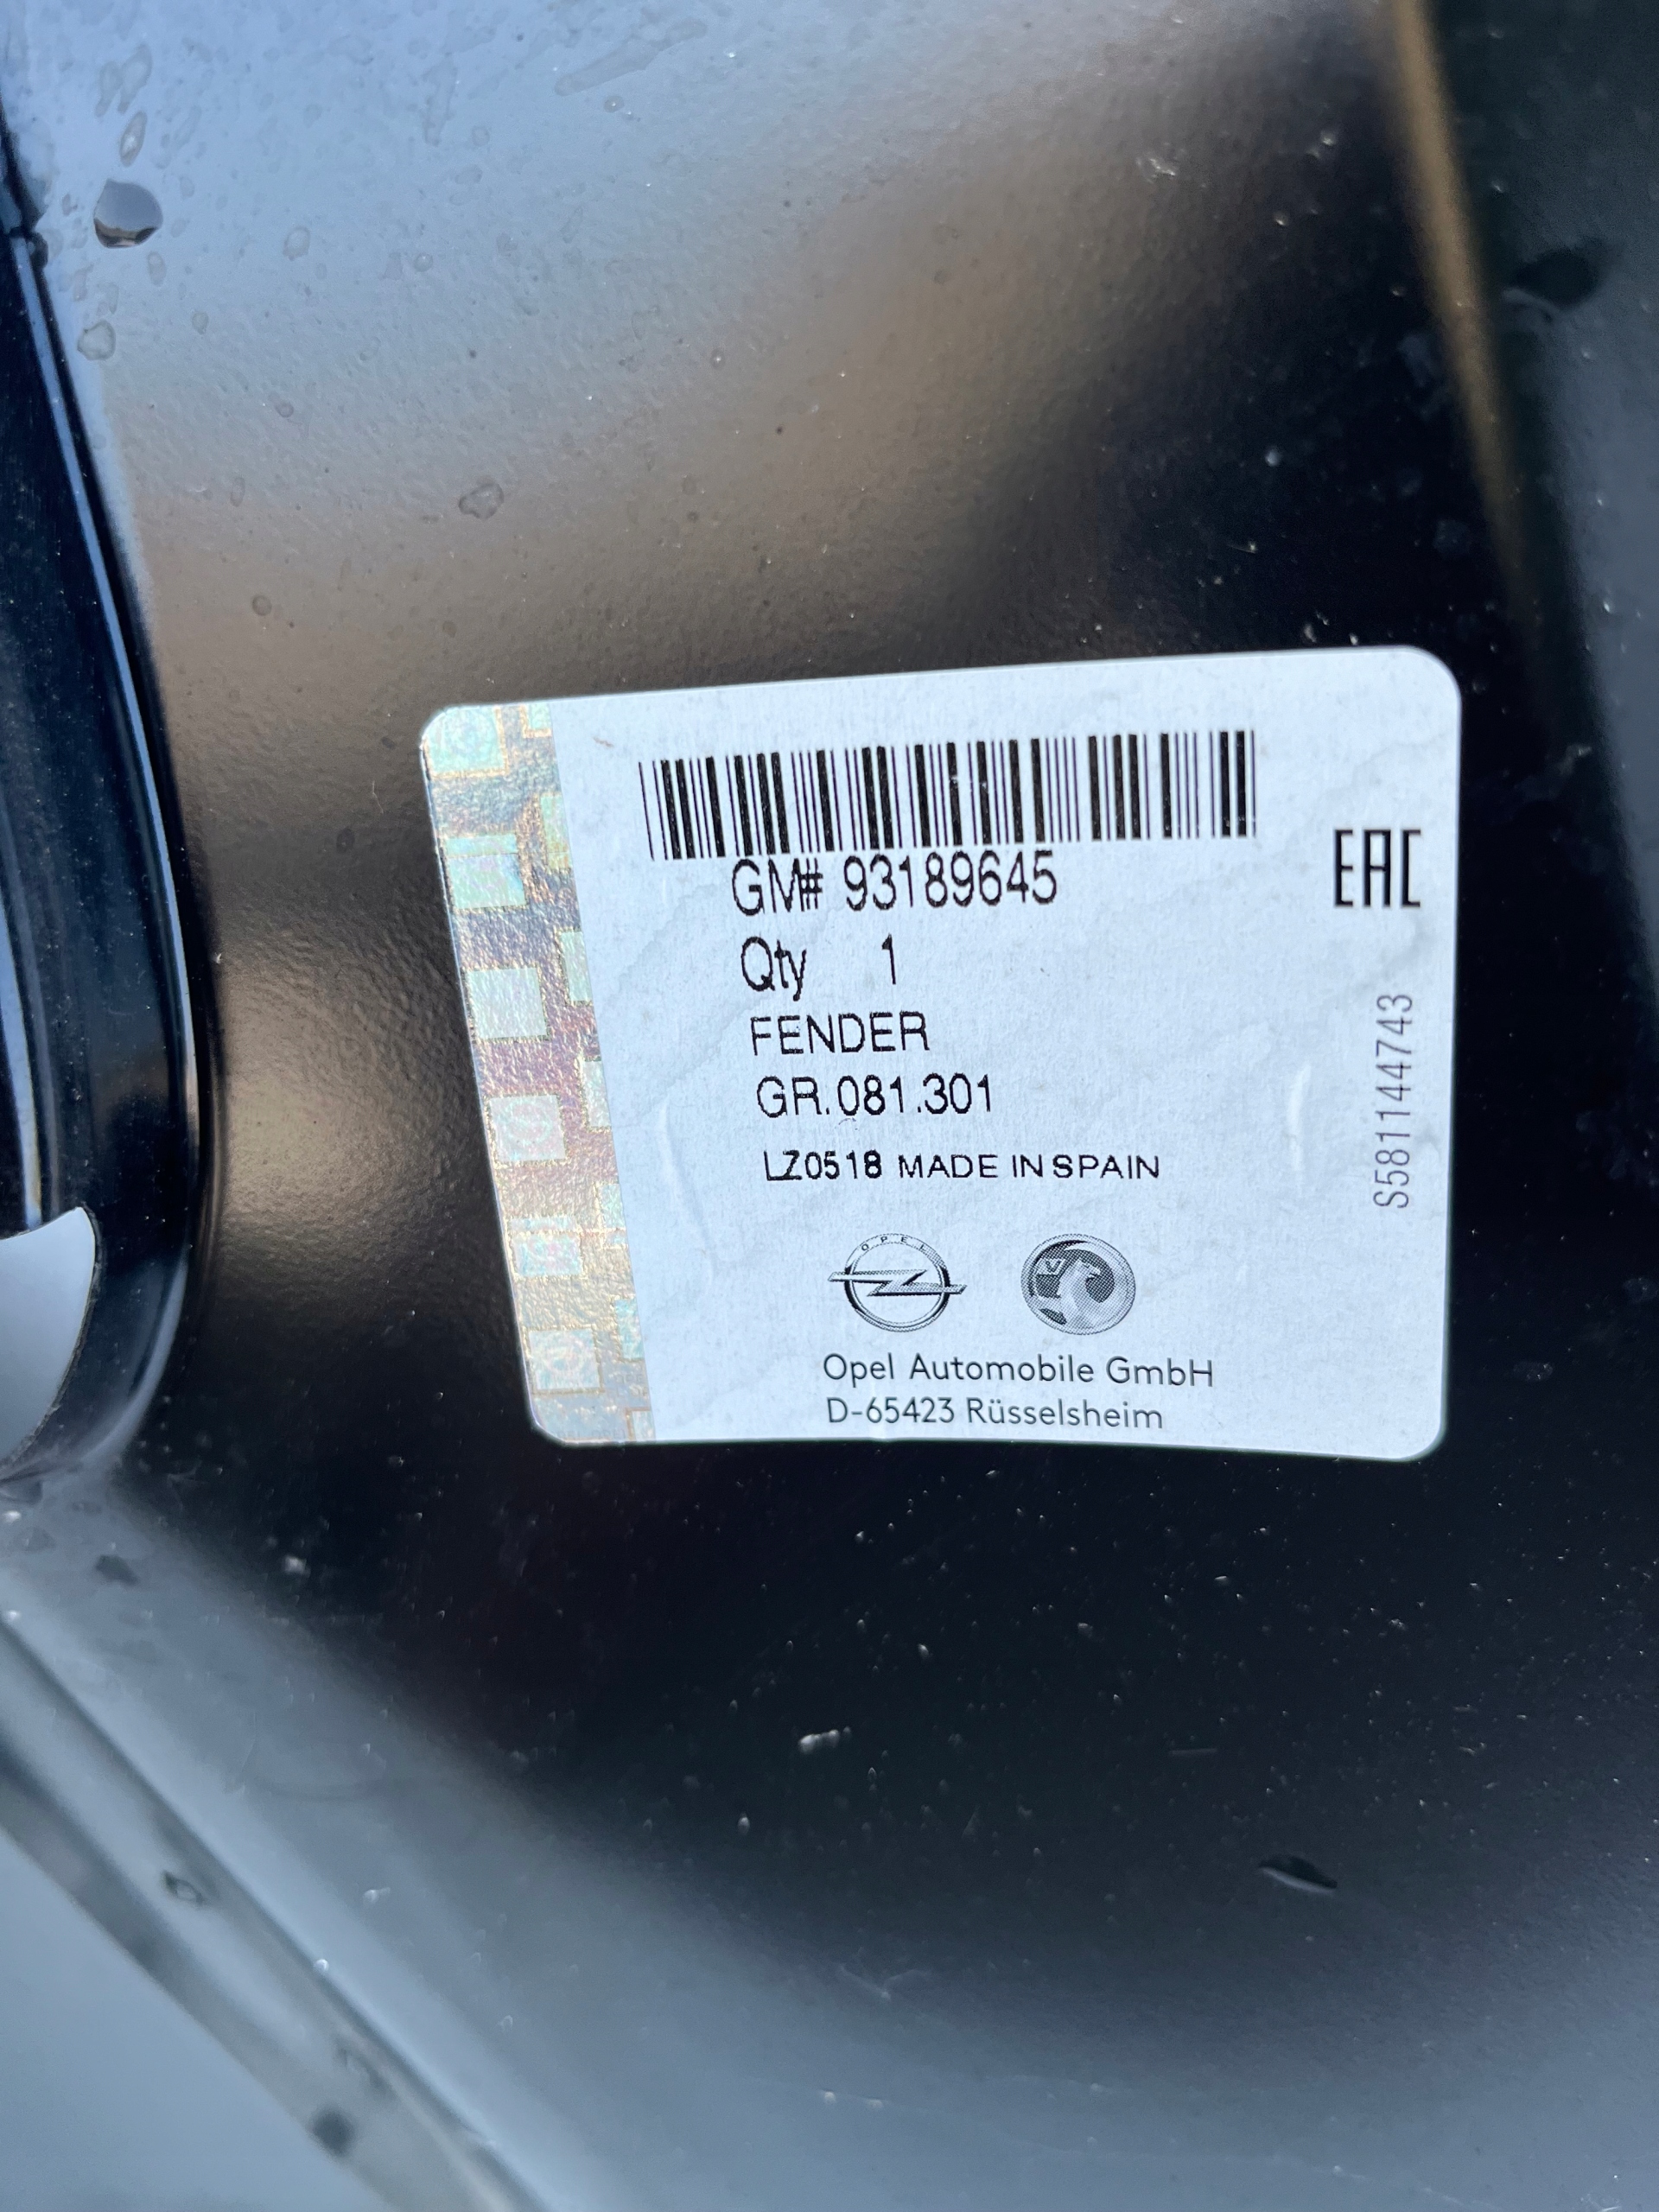 GM# 93189645
EAC
Qty 1
FENDER
GR.081.301
LZ0518 MADE IN SPAIN
S581144743
OPEL
V
Opel Automobile GmbH
D-65423 Rüsselsheim